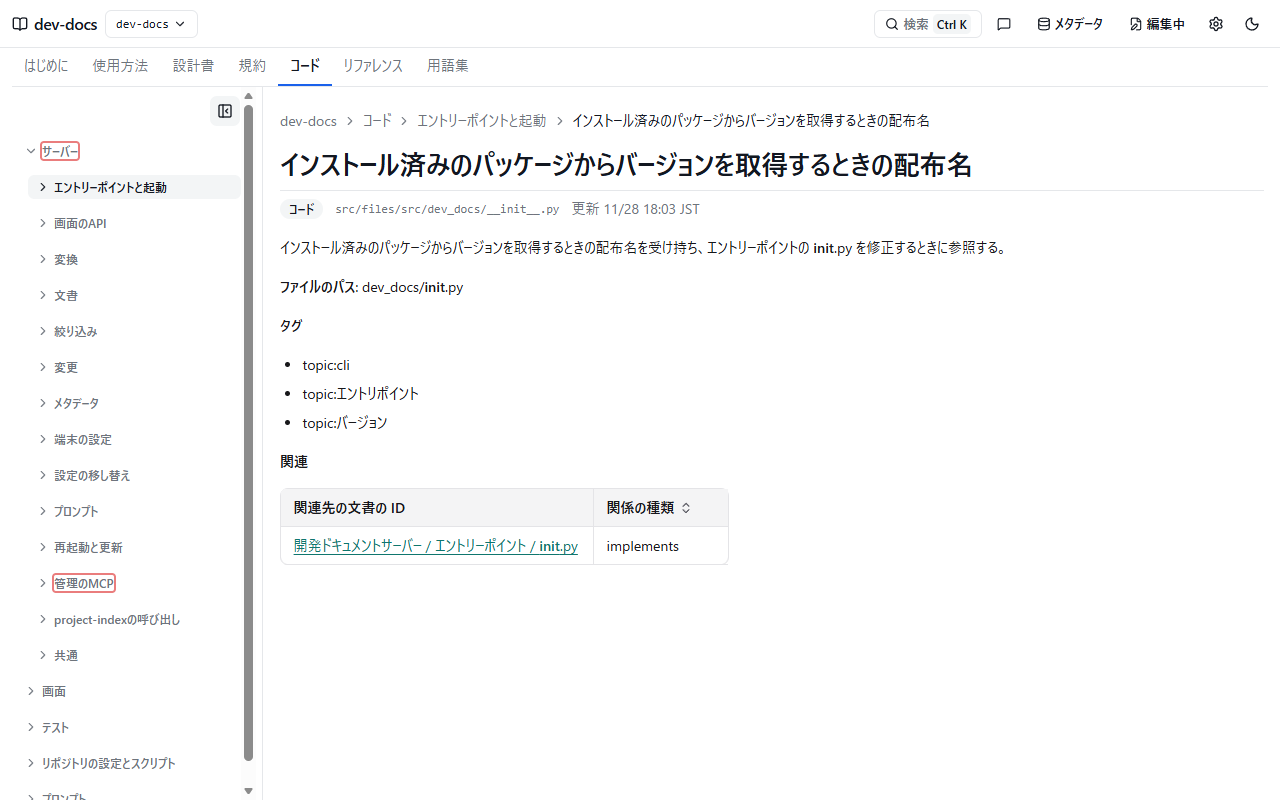 dev-docs
dev-docs
検索 Ctrl K
メタデータ
編集中
はじめに
使用方法
設計書
規約
コード
リファレンス
用語集
サーバー
エントリーポイントと起動
画面のAPI
変換
文書
絞り込み
変更
メタデータ
端末の設定
設定の移し替え
プロンプト
再起動と更新
管理のMCP
project-indexの呼び出し
共通
画面
テスト
リポジトリの設定とスクリプト
プロンプト
dev-docs > コード > エントリーポイントと起動 > インストール済みのパッケージからバージョンを取得するときの配布名
インストール済みのパッケージからバージョンを取得するときの配布名
コード src/files/src/dev_docs/__init__.py 更新 11/28 18:03 JST
インストール済みのパッケージからバージョンを取得するときの配布名を受け持ち、エントリーポイントの init.py を修正するときに参照する。
ファイルのパス: dev_docs/init.py
タグ
topic:cli
topic:エントリポイント
topic:バージョン
関連
関連先の文書の ID 関係の種類
開発ドキュメントサーバー / エントリーポイント / init.py implements